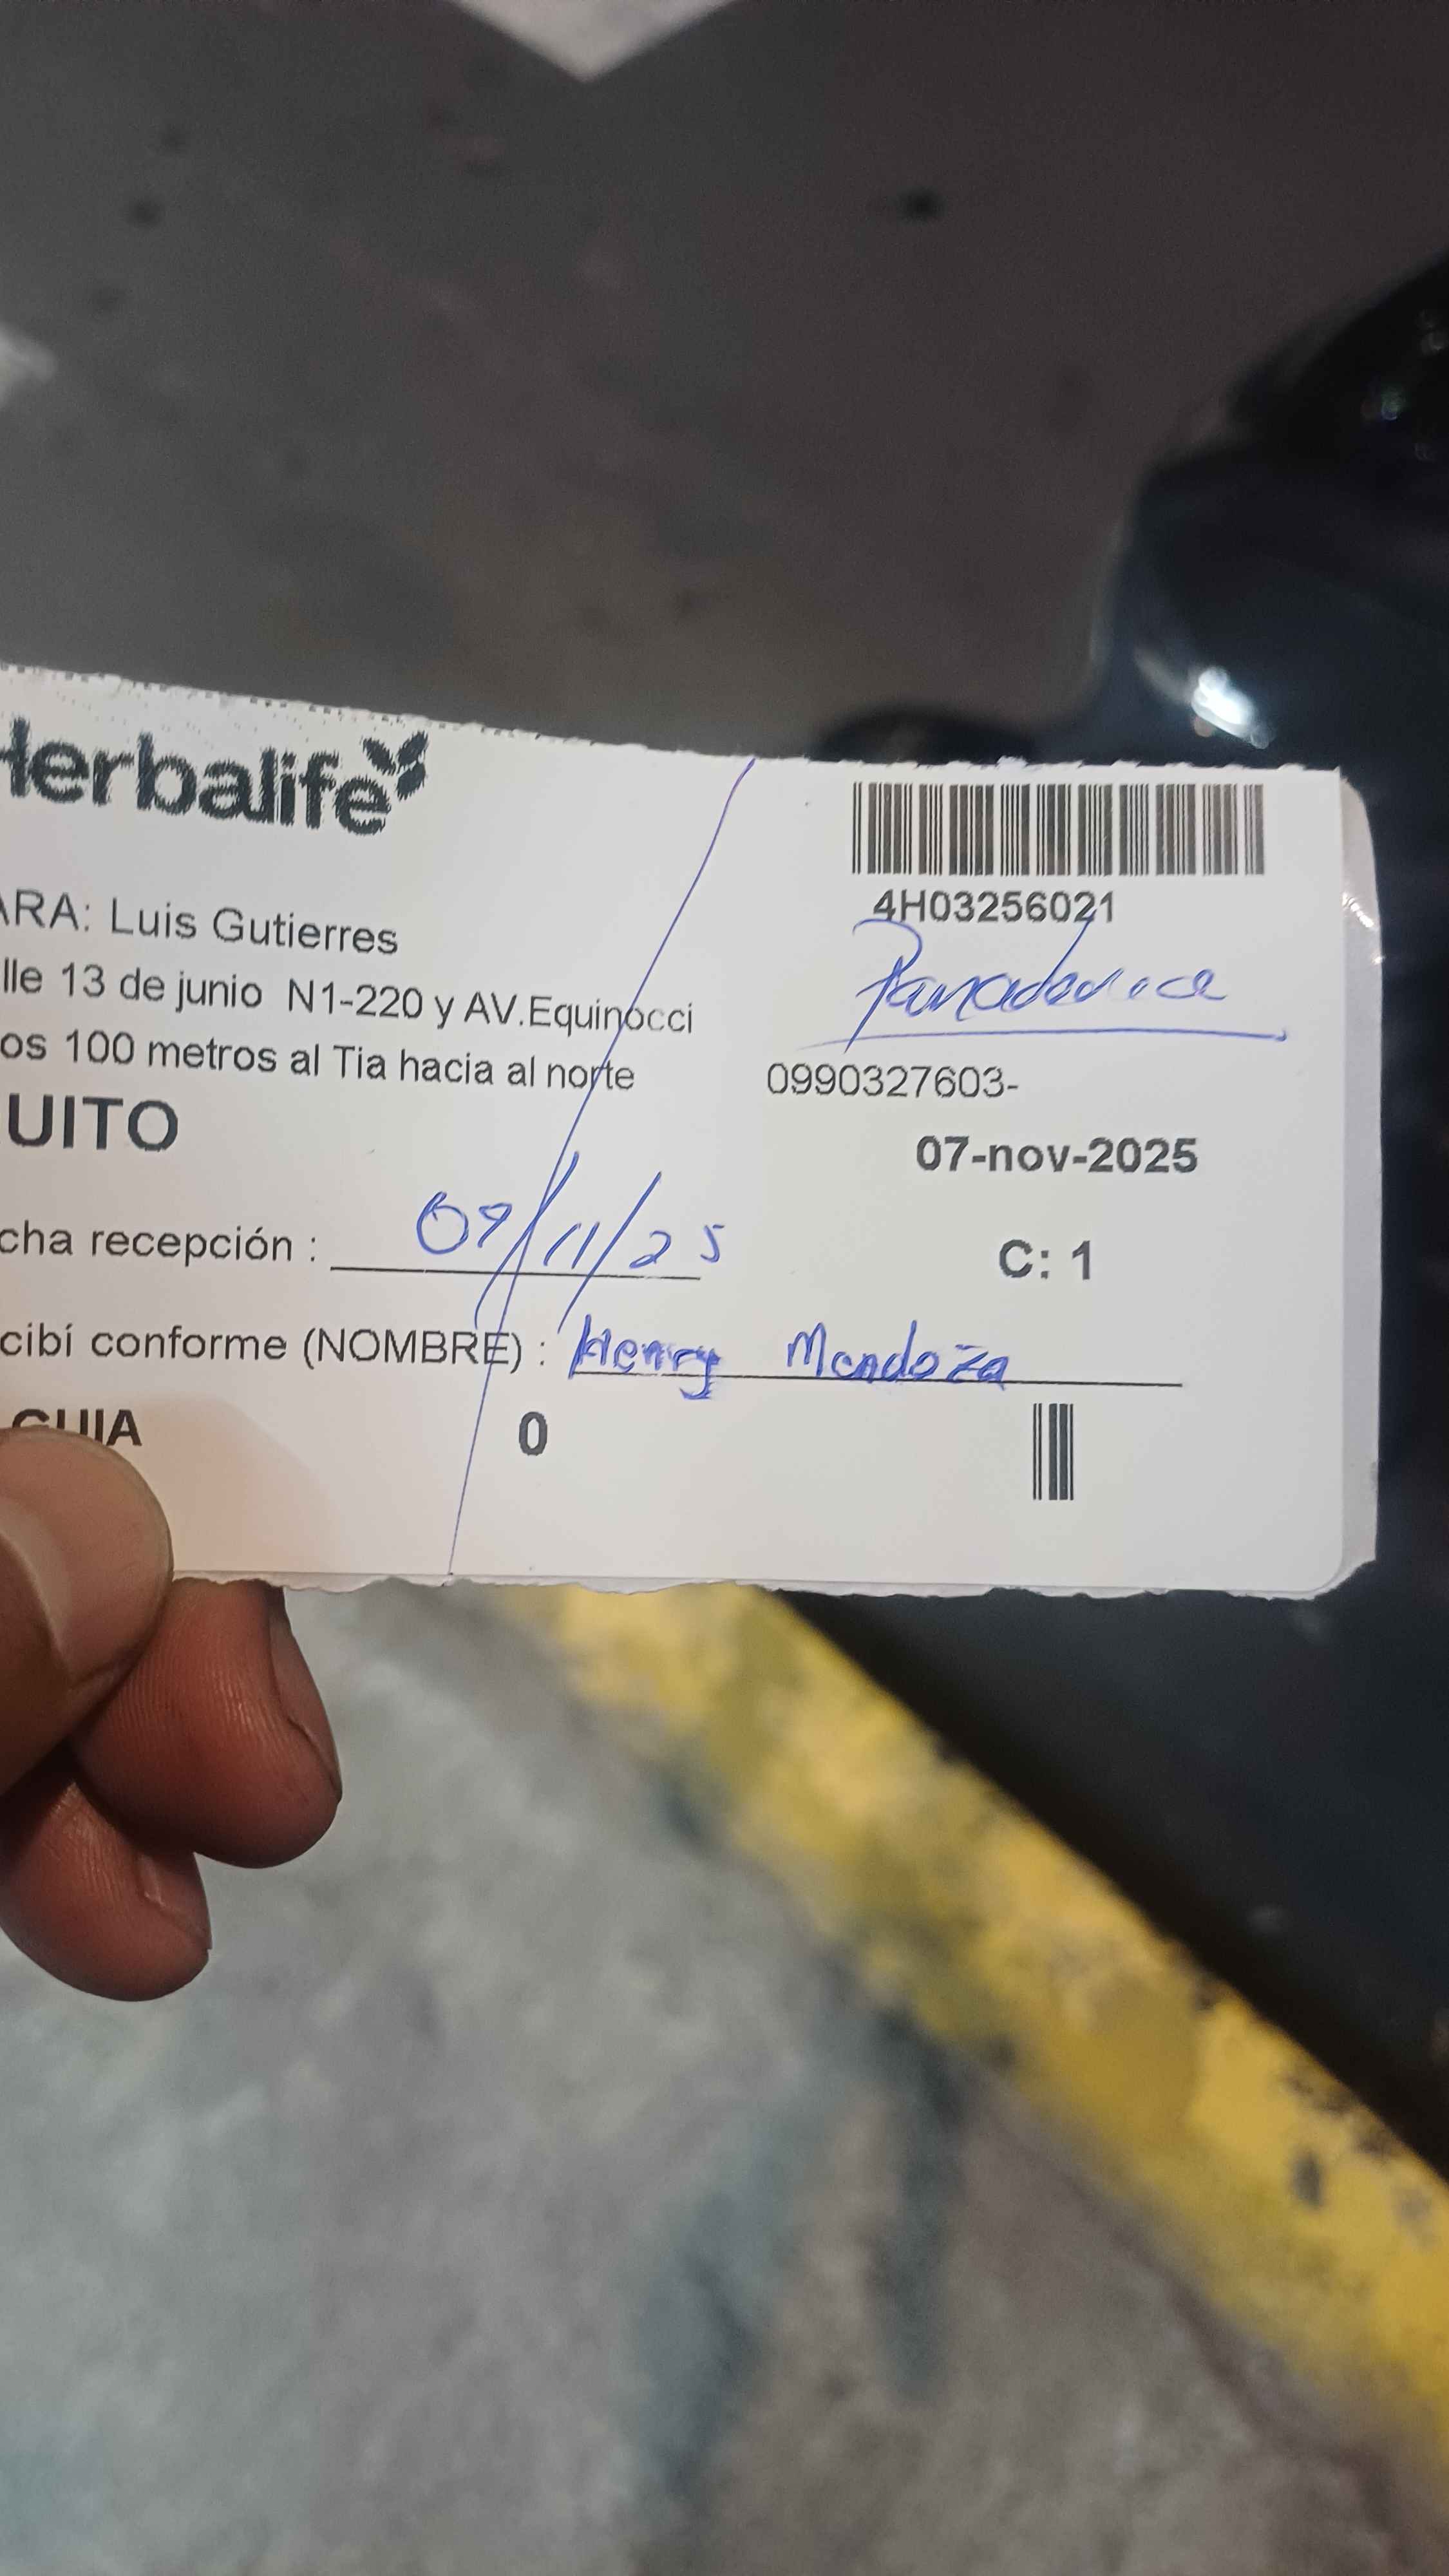 Herbalife
4H03256021
ARA: Luis Gutierres
Panaderica
lle 13 de junio N1-220 y AV.Equinocci
os 100 metros al Tia hacia al norte
0990327603-
UITO
07-nov-2025
cha recepción : 09/11/25
C: 1
cibí conforme (NOMBRE) : Henry Mendoza
GUIA 0